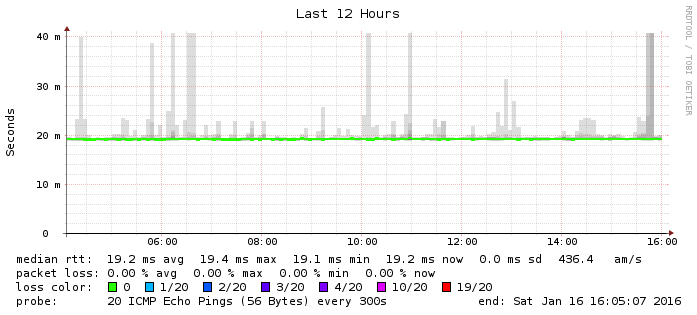 Last 12 Hours
RRDTOOL / TOBI OETIKER
Seconds
40 m
30 m
20 m
10 m
0
06:00 08:00 10:00 12:00 14:00 16:00
median rtt: 19.2 ms avg 19.4 ms max 19.1 ms min 19.2 ms now 0.0 ms sd 436.4 am/s
packet loss: 0.00 % avg 0.00 % max 0.00 % min 0.00 % now
loss color: 0 1/20 2/20 3/20 4/20 10/20 19/20
probe: 20 ICMP Echo Pings (56 Bytes) every 300s end: Sat Jan 16 16:05:07 2016